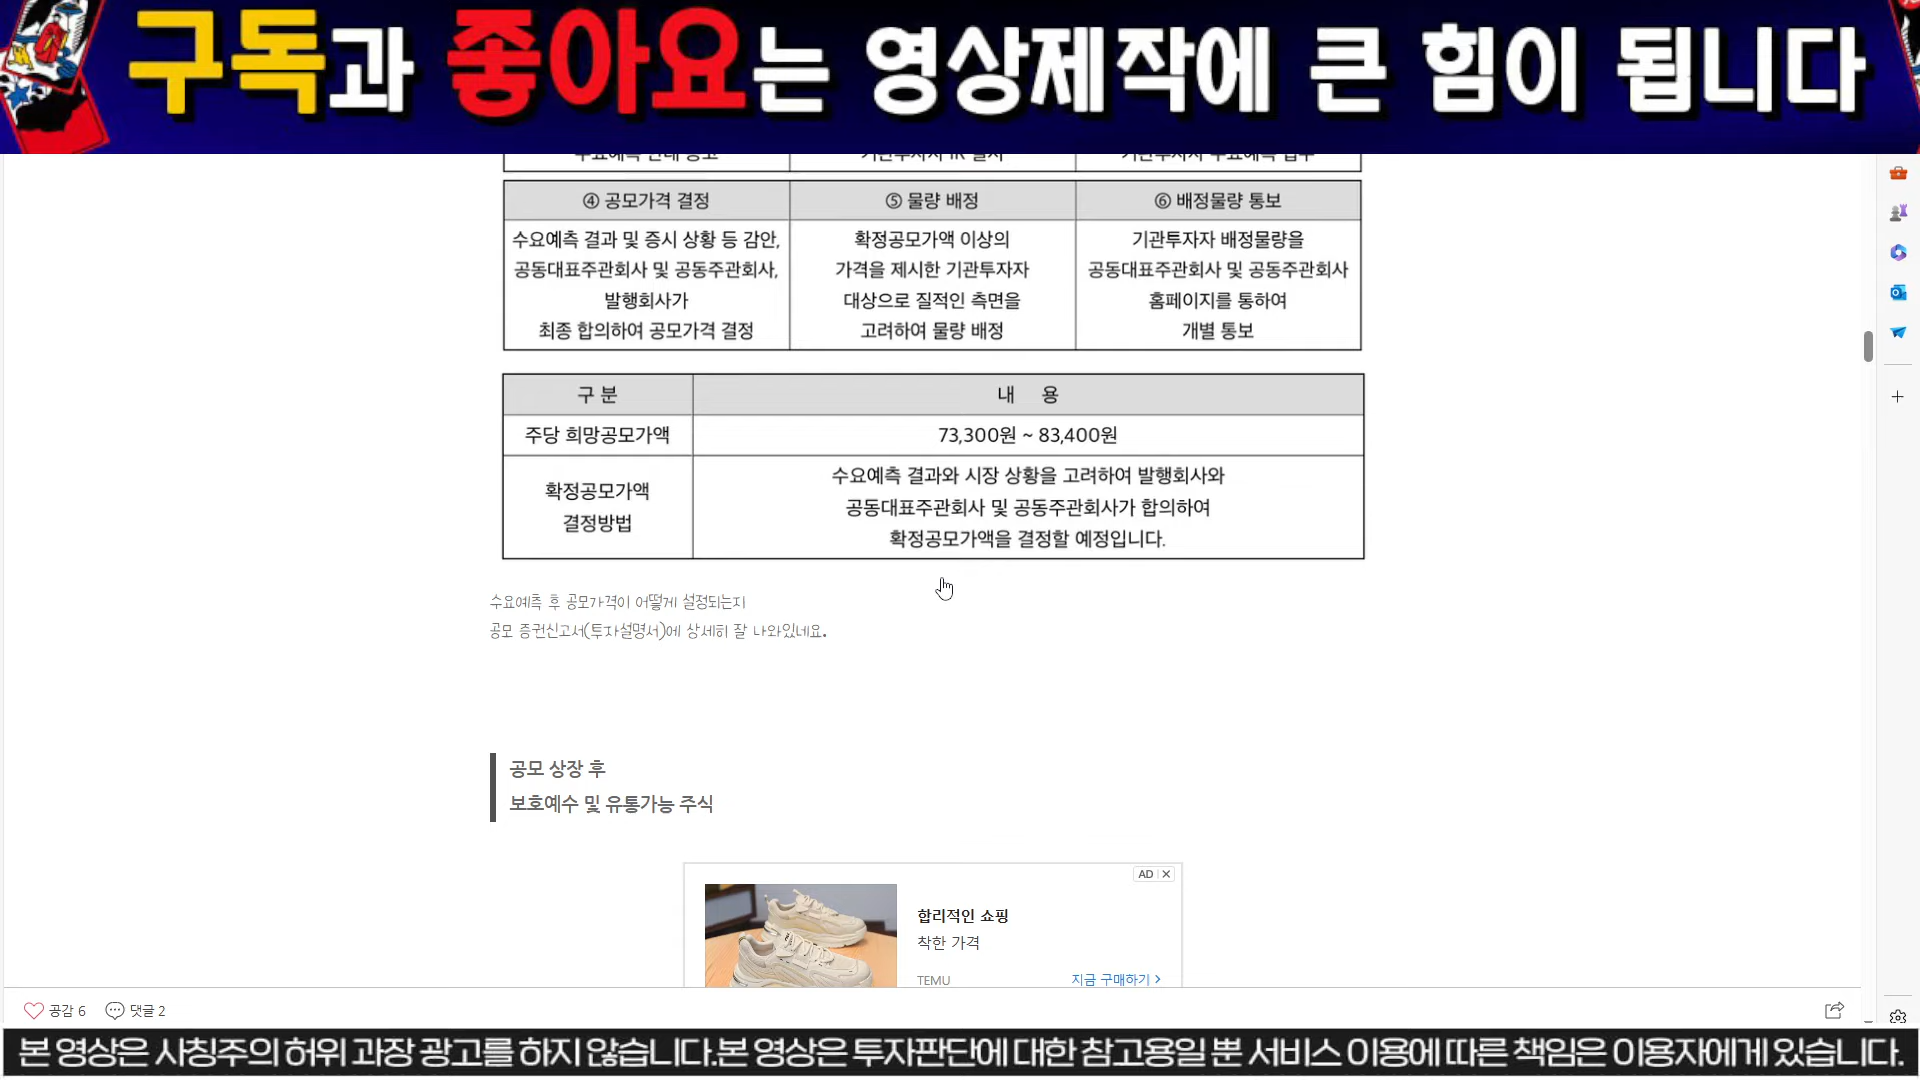 구독과 좋아요는 영상제작에 큰 힘이 됩니다
④ 공모가격 결정
⑤ 물량 배정
⑥ 배정물량 통보
수요예측 결과 및 증시 상황 등 감안,
공동대표주관회사 및 공동주관회사,
발행회사가
최종 합의하여 공모가격 결정
확정공모가액 이상의
가격을 제시한 기관투자자
대상으로 질적인 측면을
고려하여 물량 배정
기관투자자 배정물량을
공동대표주관회사 및 공동주관회사
홈페이지를 통하여
개별 통보
구 분
내 용
주당 희망공모가액
73,300원 ~ 83,400원
확정공모가액
결정방법
수요예측 결과와 시장 상황을 고려하여 발행회사와
공동대표주관회사 및 공동주관회사가 합의하여
확정공모가액을 결정할 예정입니다.
수요예측 후 공모가격이 어떻게 설정되는지
공모 증권신고서(투자설명서)에 상세히 잘 나와있네요.
공모 상장 후
보호예수 및 유통가능 주식
AD
합리적인 쇼핑
착한 가격
TEMU
지금 구매하기
공감 6
댓글 2
본 영상은 사칭주의 허위 과장 광고를 하지 않습니다.본 영상은 투자판단에 대한 참고용일 뿐 서비스 이용에 따른 책임은 이용자에게 있습니다.